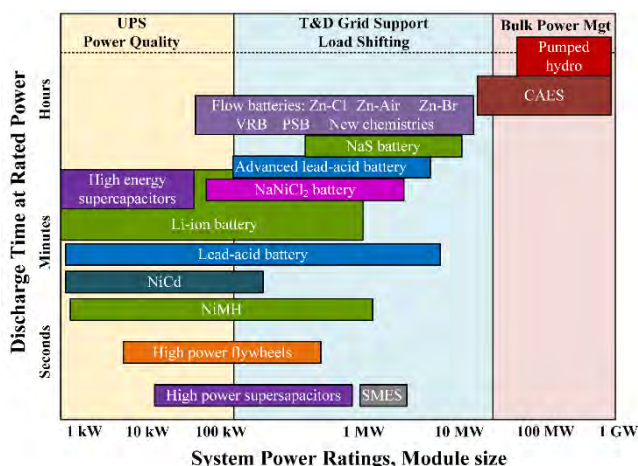 UPS
Power Quality
T&D Grid Support
Load Shifting
Bulk Power Mgt
Pumped
hydro
CAES
Flow batteries: Zn-Cl Zn-Air Zn-Br
VRB PSB New chemistries
NaS battery
Advanced lead-acid battery
High energy
supercapacitors
NaNiCl₂ battery
Li-ion battery
Lead-acid battery
NiCd
NiMH
High power flywheels
High power supersapacitors
SMES
Discharge Time at Rated Power
Hours
Minutes
Seconds
1 kW 10 kW 100 kW 1 MW 10 MW 100 MW 1 GW
System Power Ratings, Module size